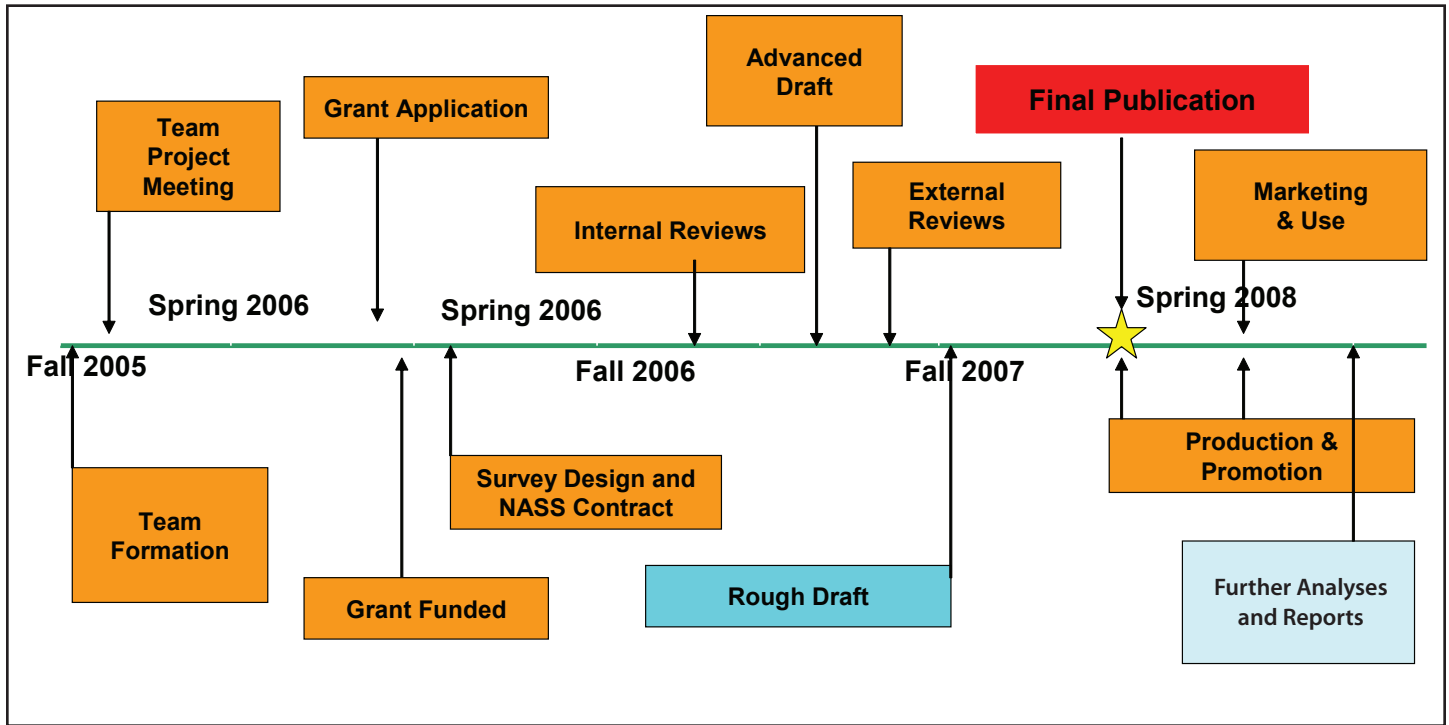 Advanced
Draft
Final Publication
Grant Application
Team
Project
Meeting
Marketing
& Use
External
Reviews
Internal Reviews
Spring 2006
Spring 2006
Spring 2008
Fall 2005
Fall 2006
Fall 2007
Production &
Promotion
Survey Design and
NASS Contract
Team
Formation
Rough Draft
Further Analyses
and Reports
Grant Funded